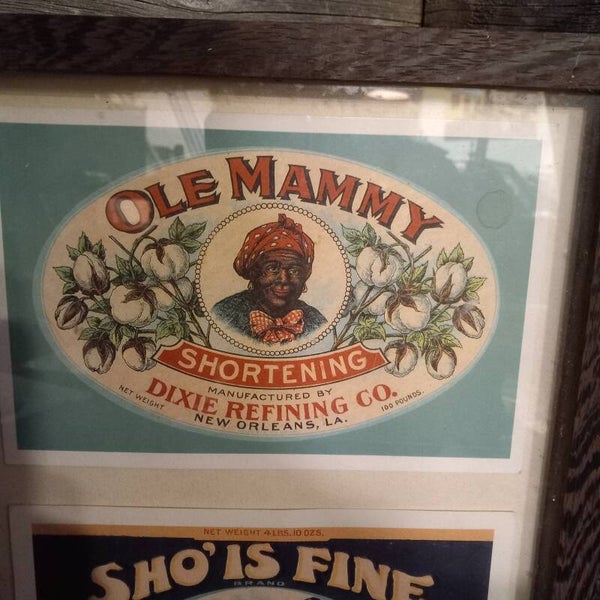 OLE MAMMY
SHORTENING
MANUFACTURED BY
NET WEIGHT DIXIE REFINING CO. 100 POUNDS.
NEW ORLEANS, LA.
NET WEIGHT 4 LBS. 10 OZS.
SHO' IS FINE
BRAND